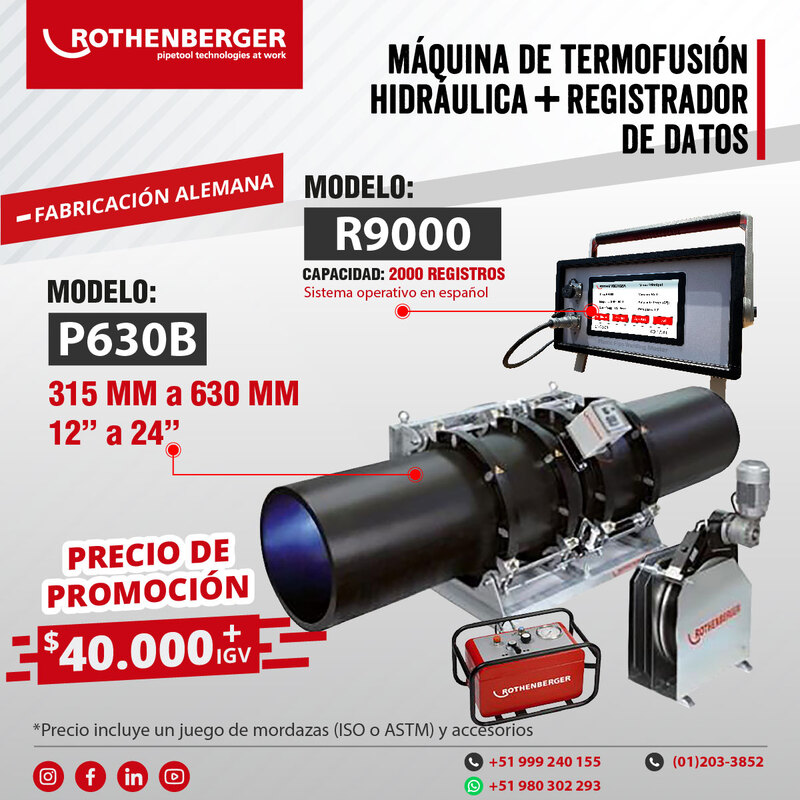 ROTHENBERGER
pipetool technologies at work
MÁQUINA DE TERMOFUSIÓN
HIDRÁULICA + REGISTRADOR
DE DATOS
FABRICACIÓN ALEMANA
MODELO:
R9000
CAPACIDAD: 2000 REGISTROS
Sistema operativo en español
MODELO:
P630B
315 MM a 630 MM
12” a 24”
PRECIO DE
PROMOCIÓN
$40.000 + IGV
ROTHENBERGER
ROTHENBERGER
*Precio incluye un juego de mordazas (ISO o ASTM) y accesorios
+51 999 240 155
(01)203-3852
+51 980 302 293